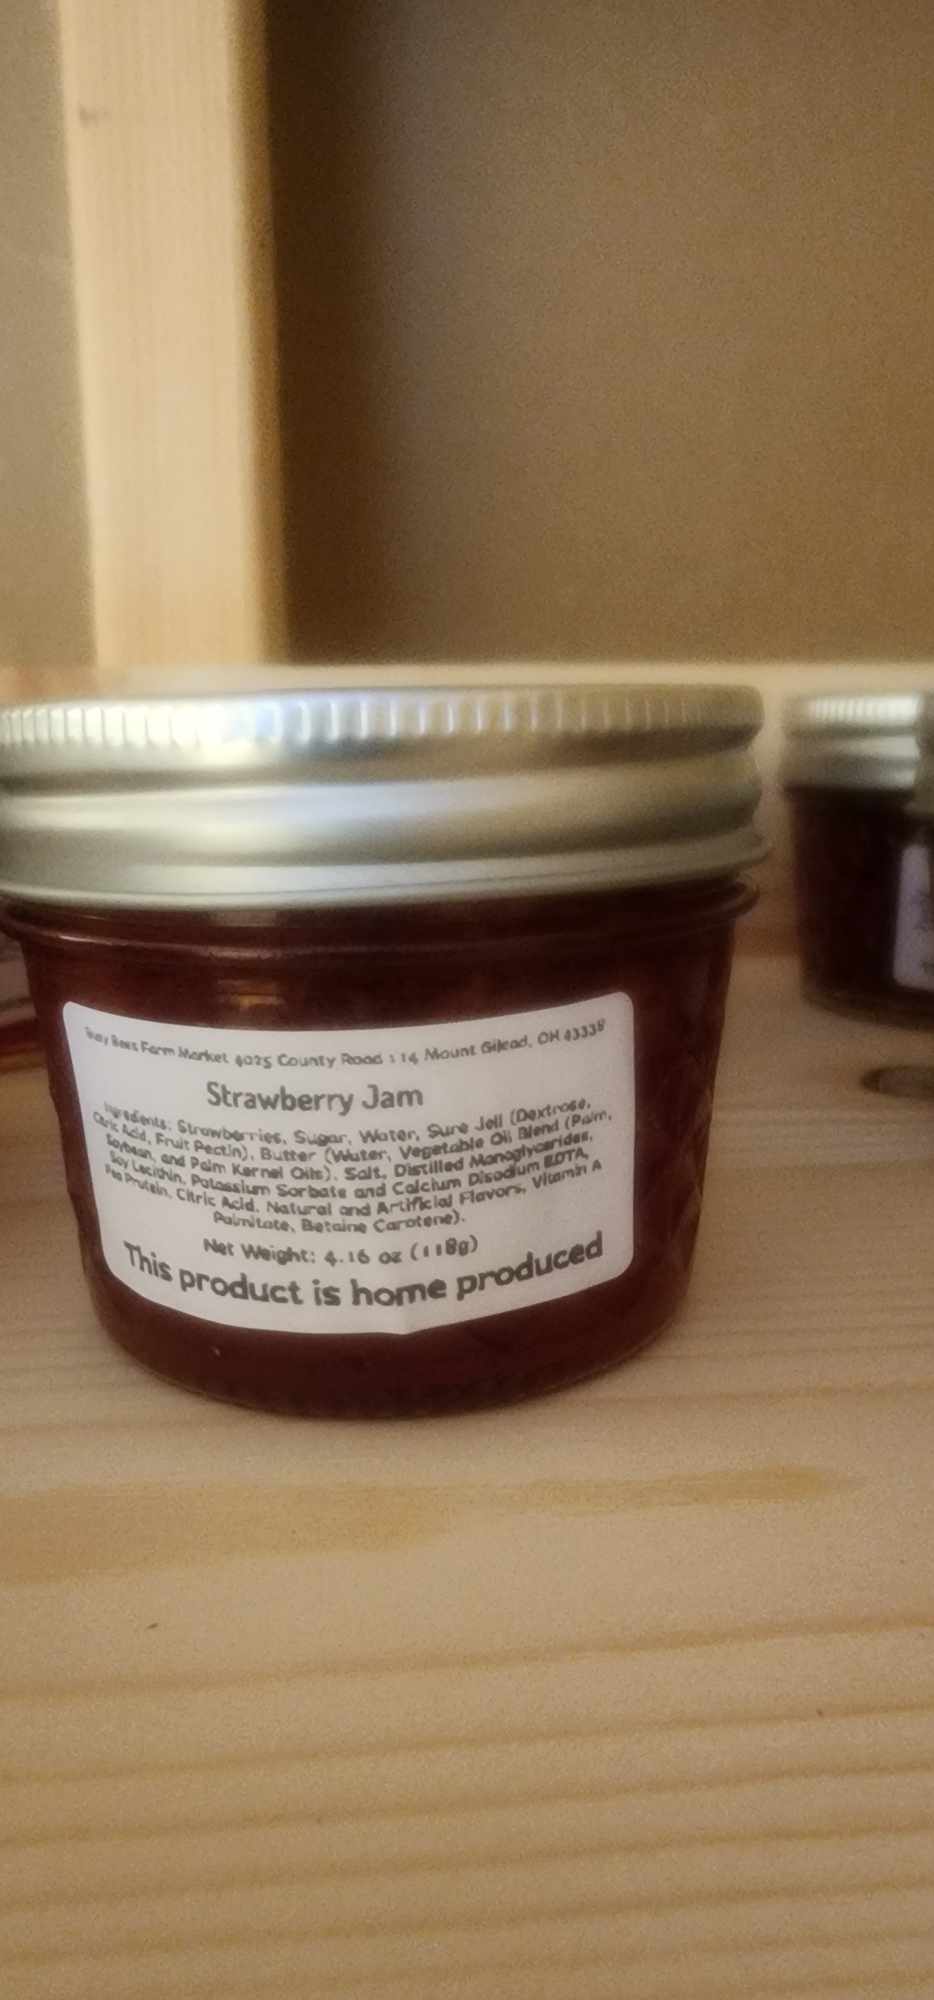 Busy Bees Farm Market 4025 County Road 114 Mount Gilead, OH 43338
Strawberry Jam
Ingredients: Strawberries, Sugar, Water, Sure Jell (Dextrose,
Citric Acid, Fruit Pectin), Butter (Water, Vegetable Oil Blend (Palm,
Soybean, and Palm Kernel Oils), Salt, Distilled Monoglycerides,
Soy Lecithin, Potassium Sorbate and Calcium Disodium EDTA,
Pea Protein, Citric Acid, Natural and Artificial Flavors, Vitamin A
Palmitate, Betaine Carotene).
Net Weight: 4.16 oz (118g)
This product is home produced